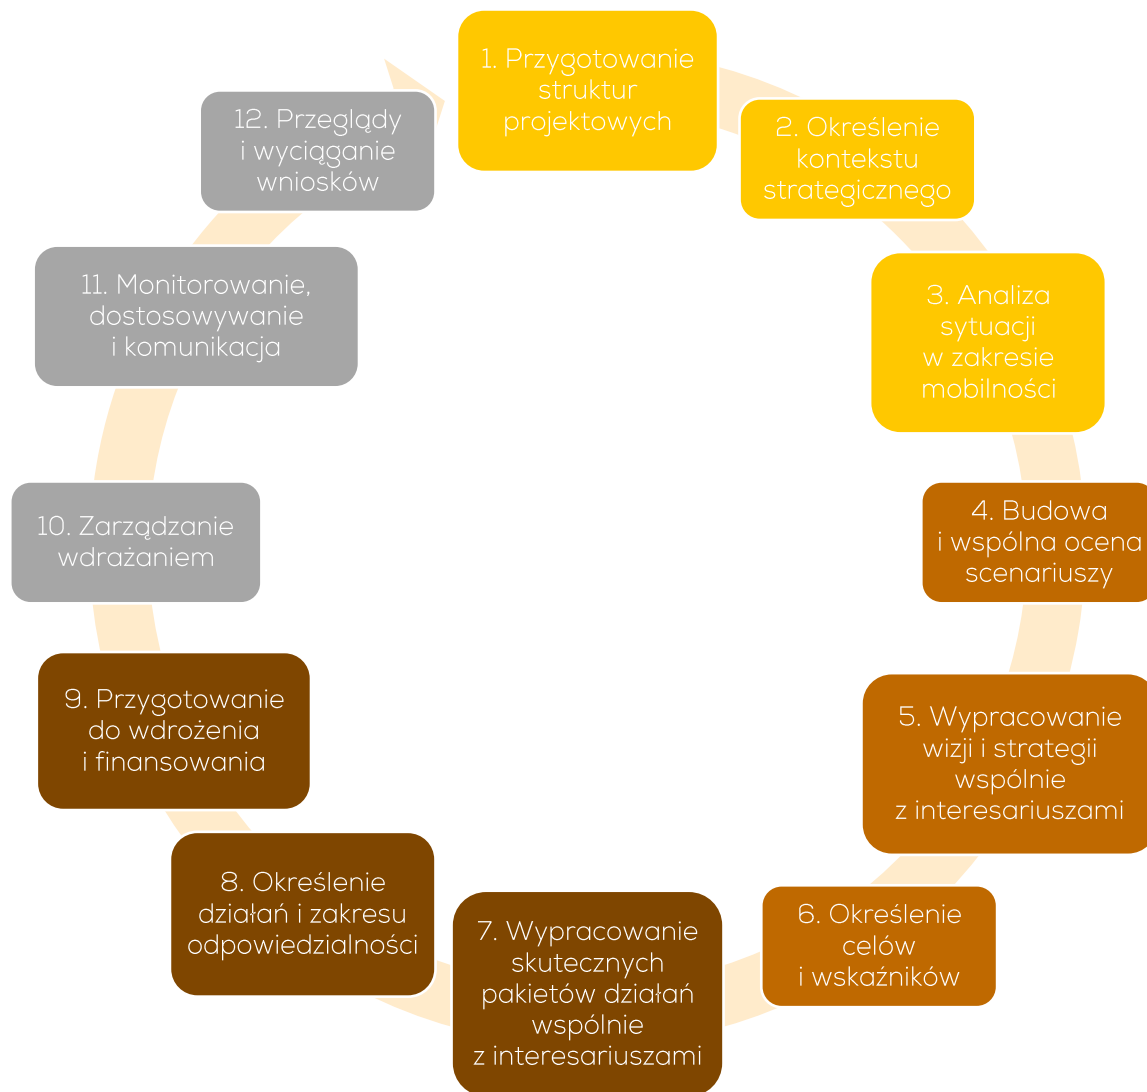 1. Przygotowanie
struktur
projektowych
2. Określenie
kontekstu
strategicznego
3. Analiza
sytuacji
w zakresie
mobilności
4. Budowa
i wspólna ocena
scenariuszy
5. Wypracowanie
wizji i strategii
wspólnie
z interesariuszami
6. Określenie
celów
i wskaźników
7. Wypracowanie
skutecznych
pakietów działań
wspólnie
z interesariuszami
8. Określenie
działań i zakresu
odpowiedzialności
9. Przygotowanie
do wdrożenia
i finansowania
10. Zarządzanie
wdrażaniem
11. Monitorowanie,
dostosowywanie
i komunikacja
12. Przeglądy
i wyciąganie
wniosków